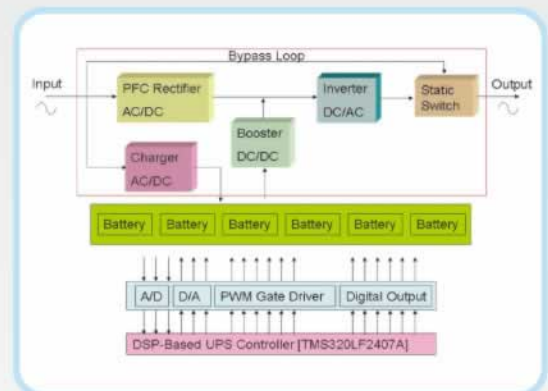 Bypass Loop
Input
PFC Rectifier
AC/DC
Inverter
DC/AC
Static
Switch
Output
Booster
DC/DC
Charger
AC/DC
Battery Battery Battery Battery Battery Battery
A/D D/A PWM Gate Driver Digital Output
DSP-Based UPS Controller [TMS320LF2407A]